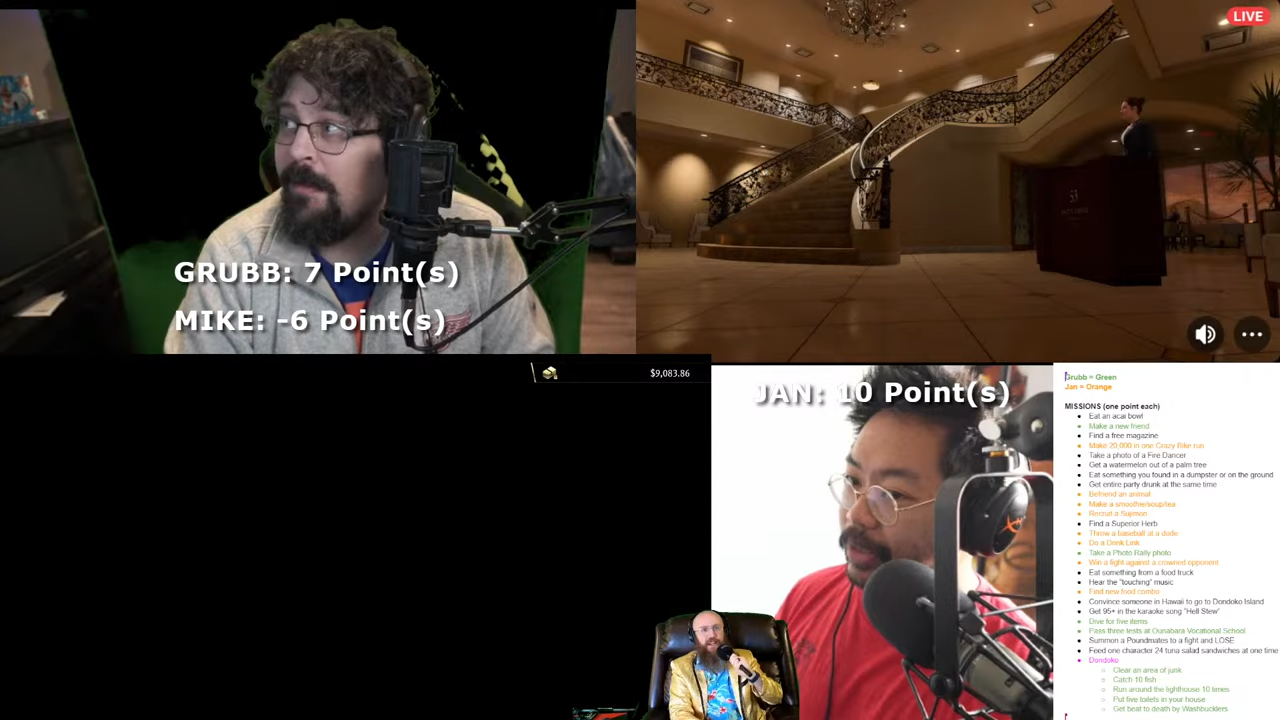 LIVE
GRUBB: 7 Point(s)
MIKE: -6 Point(s)
$9,083.86
JAN: 10 Point(s)
Grubb = Green
Jan = Orange
MISSIONS (one point each)
Eat an acai bowl
Make a new friend
Find a free magazine
Make 20,000 in one Crazy Bike run
Take a photo of a Fire Dancer
Get a watermelon out of a palm tree
Eat something you found in a dumpster or on the ground
Get entire party drunk at the same time
Befriend an animal
Make a smoothie/soup/tea
Recruit a Sujimon
Find a Superior Herb
Throw a baseball at a dude
Do a Drink Link
Take a Photo Rally photo
Win a fight against a crowned opponent
Eat something from a food truck
Hear the "touching" music
Find new food combo
Convince someone in Hawaii to go to Dondoko Island
Get 95+ in the karaoke song "Hell Stew"
Dive for five items
Pass three tests at Ounabara Vocational School
Summon a Poundmates to a fight and LOSE
Feed one character 24 tuna salad sandwiches at one time
Dondoko
Clear an area of junk
Catch 10 fish
Run around the lighthouse 10 times
Put five toilets in your house
Get beat to death by Washbucklers